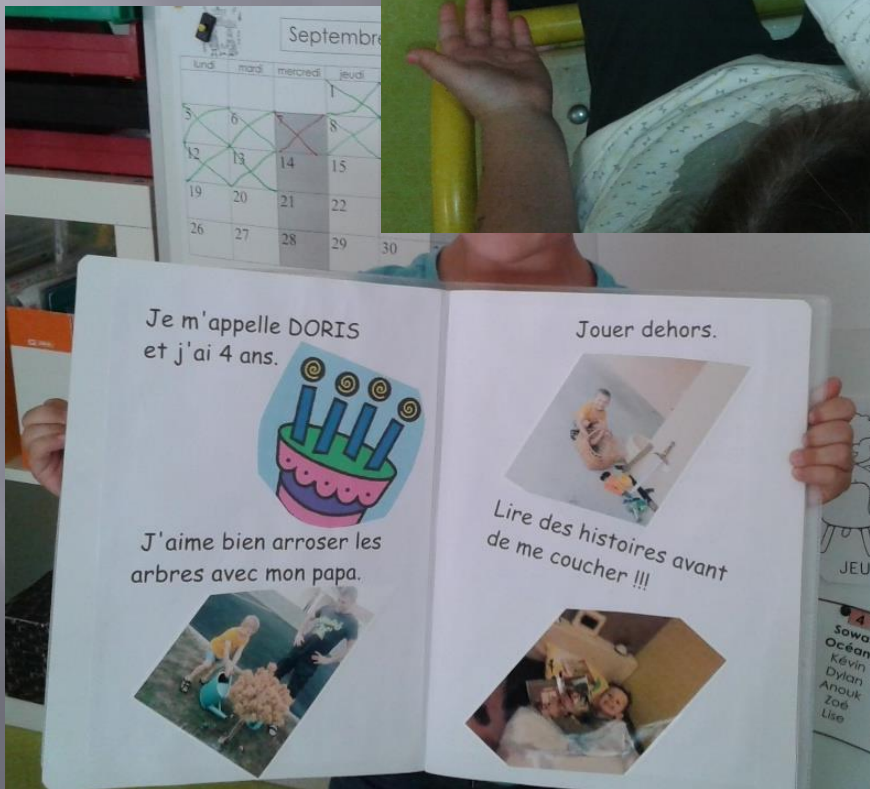 Septembre
lundi mardi mercredi jeudi
1
5 6 7 8
12 13 14 15
19 20 21 22
26 27 28 29 30
Je m'appelle DORIS
et j'ai 4 ans.
J'aime bien arroser les
arbres avec mon papa.
Jouer dehors.
Lire des histoires avant
de me coucher !!!
JEU
4
Sowa
Océan
Kévin
Dylan
Anouk
Zoé
Lise